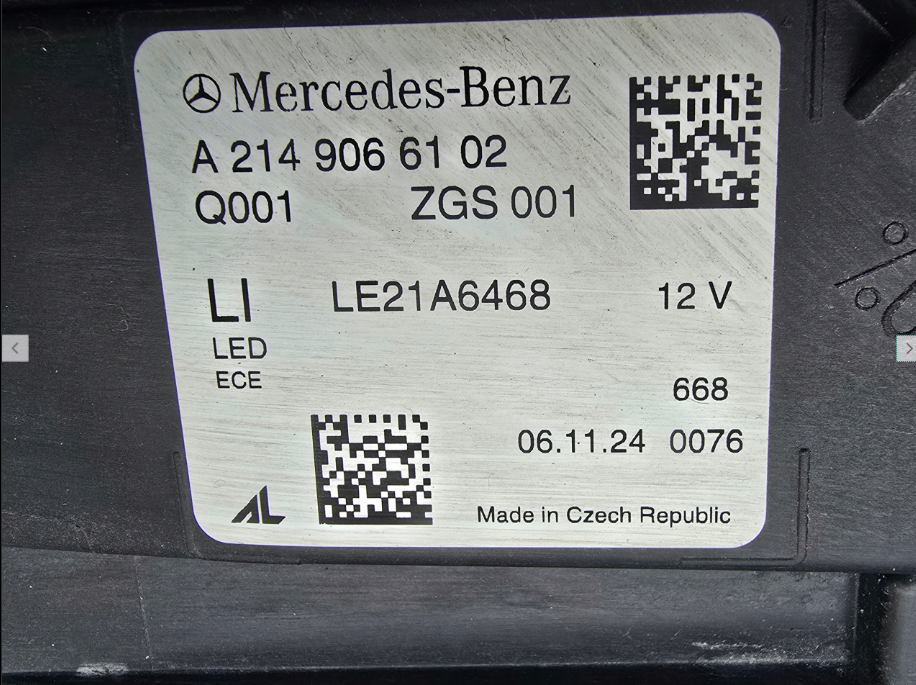 Mercedes-Benz
A 214 906 61 02
Q001 ZGS 001
LI LE21A6468 12 V
LED
ECE
668
06.11.24 0076
AL
Made in Czech Republic